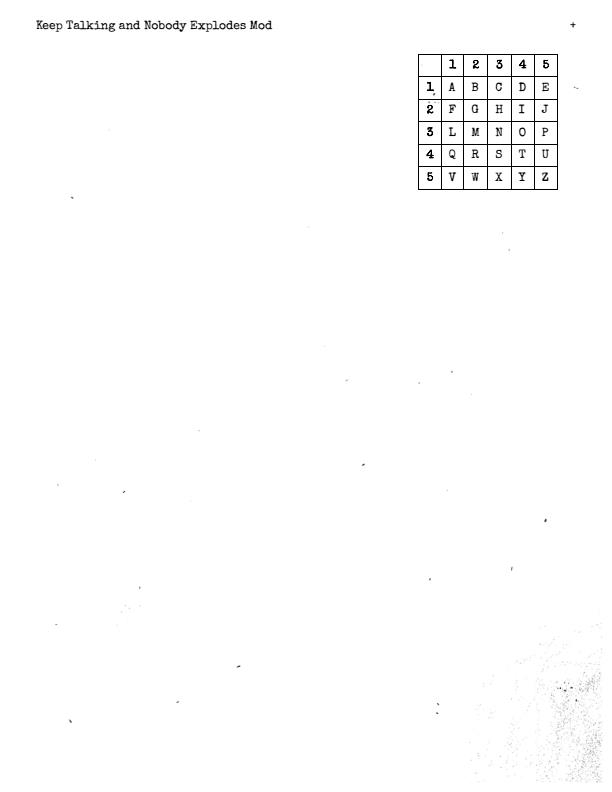 Keep Talking and Nobody Explodes Mod +
1 2 3 4 5
1 A B C D E
2 F G H I J
3 L M N O P
4 Q R S T U
5 V W X Y Z